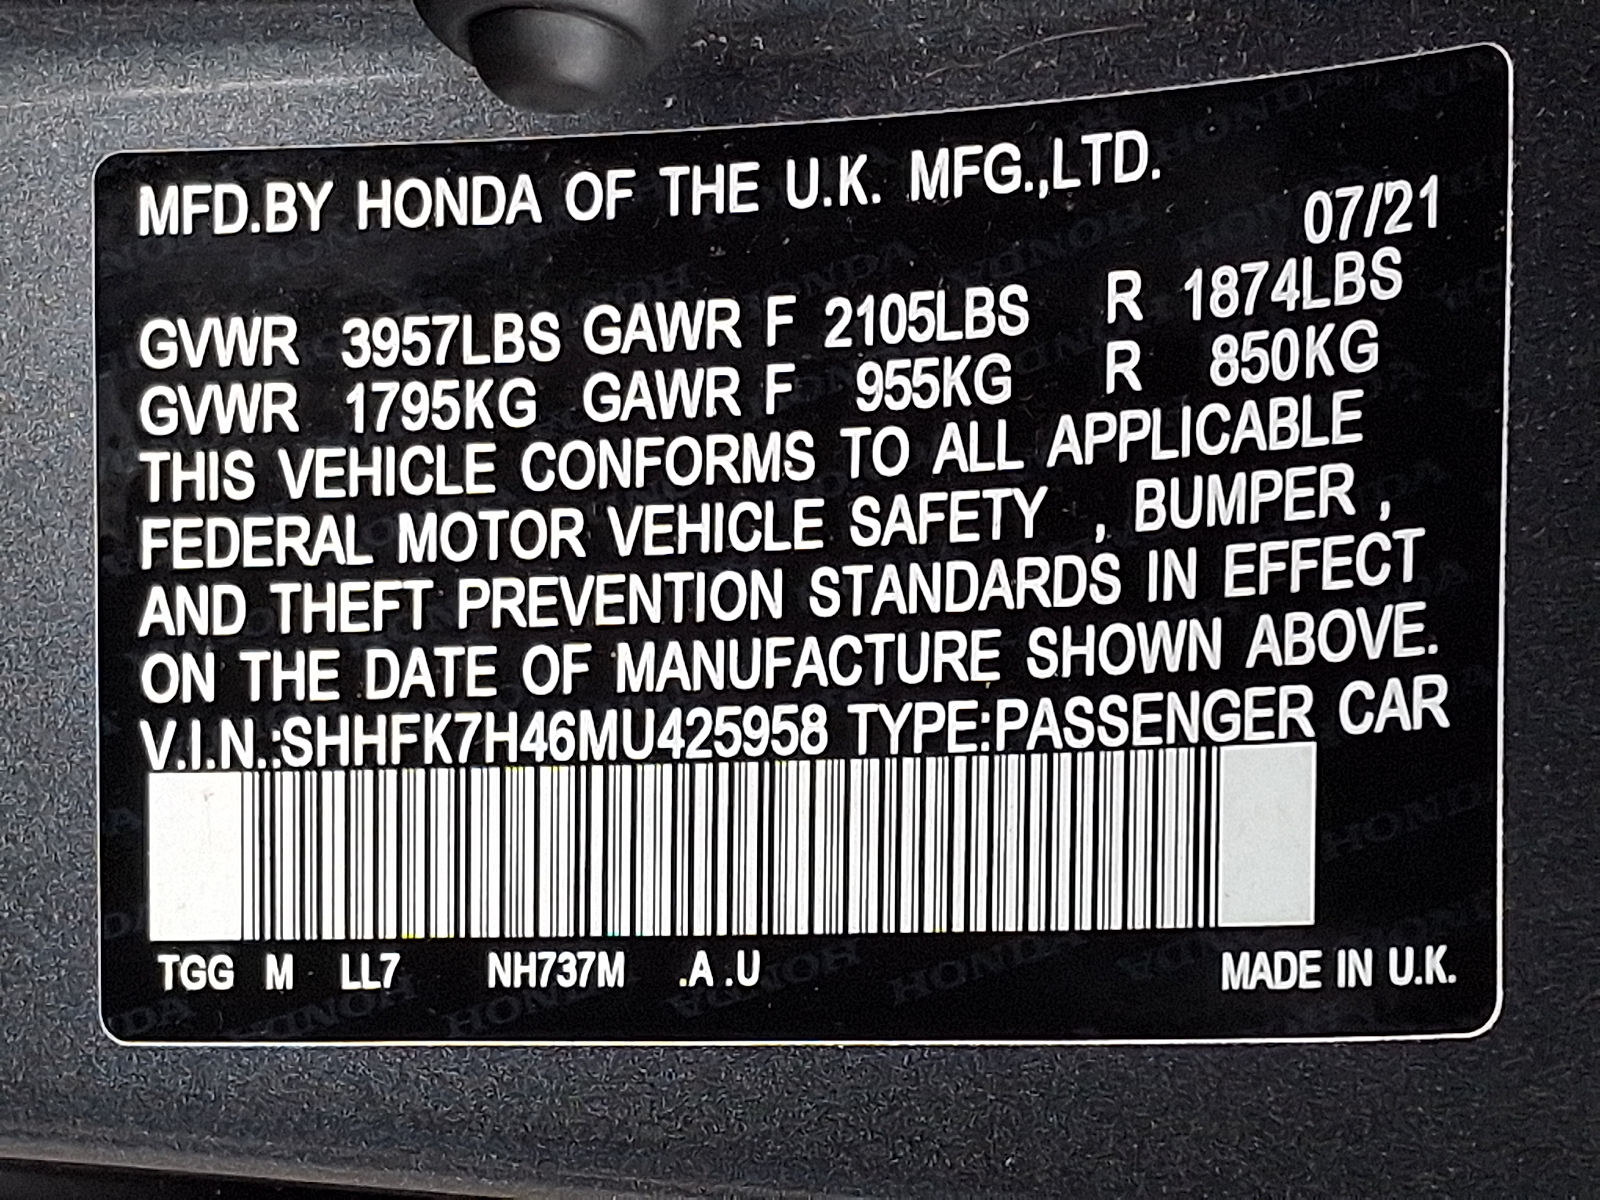 MFD.BY HONDA OF THE U.K. MFG.,LTD.
07/21
GVWR 3957LBS GAWR F 2105LBS R 1874LBS
GVWR 1795KG GAWR F 955KG R 850KG
THIS VEHICLE CONFORMS TO ALL APPLICABLE
FEDERAL MOTOR VEHICLE SAFETY , BUMPER ,
AND THEFT PREVENTION STANDARDS IN EFFECT
ON THE DATE OF MANUFACTURE SHOWN ABOVE.
V.I.N.:SHHFK7H46MU425958 TYPE:PASSENGER CAR
TGG M LL7 NH737M .A .U MADE IN U.K.